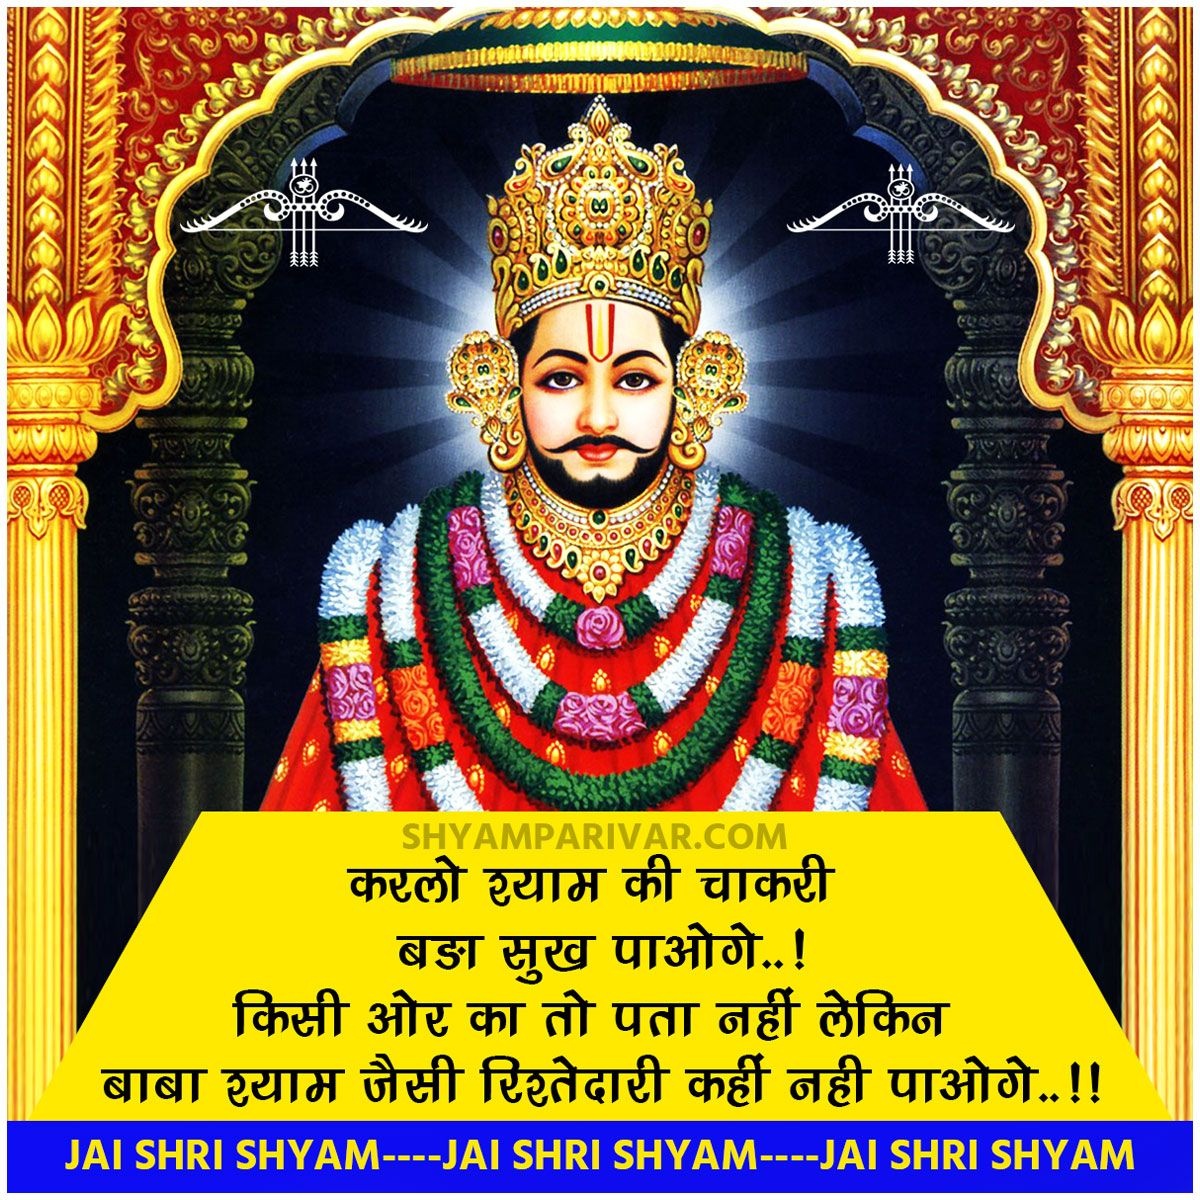 SHYAMPARIVAR.COM
करलो श्याम की चाकरी
बङा सुख पाओगे..!
किसी ओर का तो पता नहीं लेकिन
बाबा श्याम जैसी रिश्तेदारी कहीं नही पाओगे..!!
JAI SHRI SHYAM----JAI SHRI SHYAM----JAI SHRI SHYAM